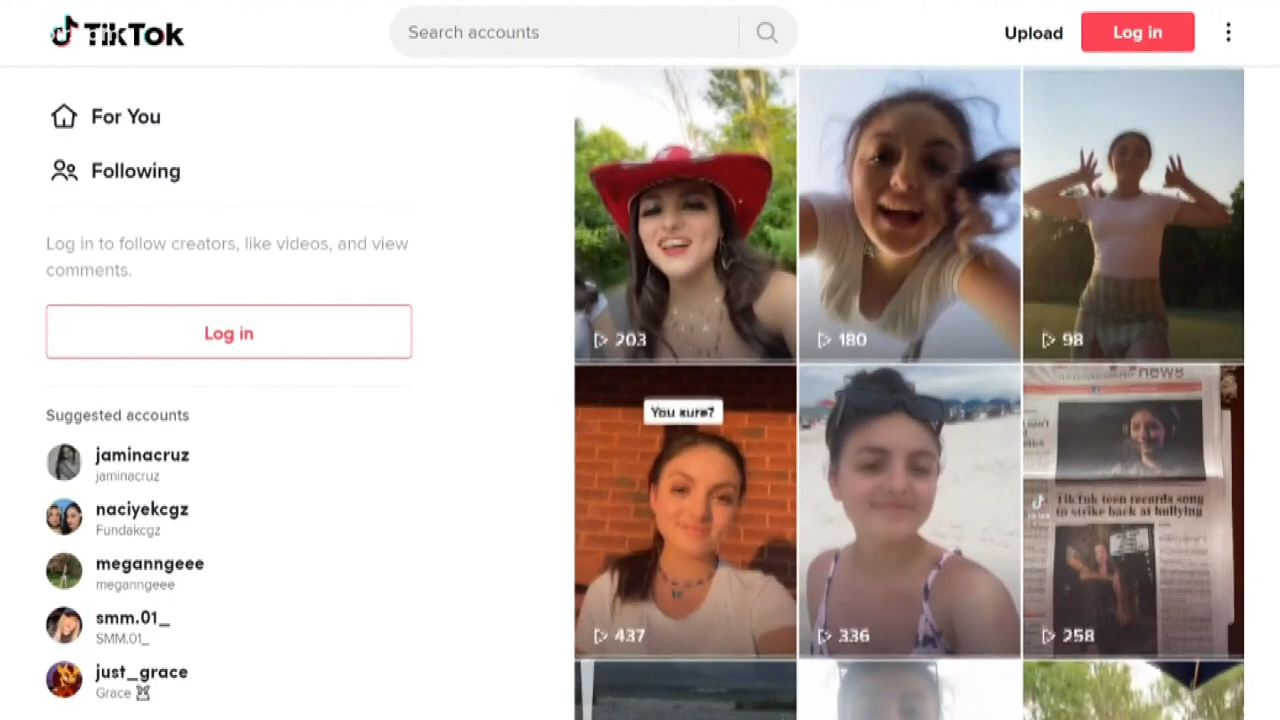 TikTok
Search accounts
Upload
Log in
For You
Following
Log in to follow creators, like videos, and view
comments.
Log in
Suggested accounts
jaminacruz
jaminacruz
naciyekcgz
Fundakcgz
meganngeee
meganngeee
smm.01_
SMM.01_
just_grace
Grace
203
180
98
You sure?
437
336
news
TikTok teen records song
to strike back at bullying
258